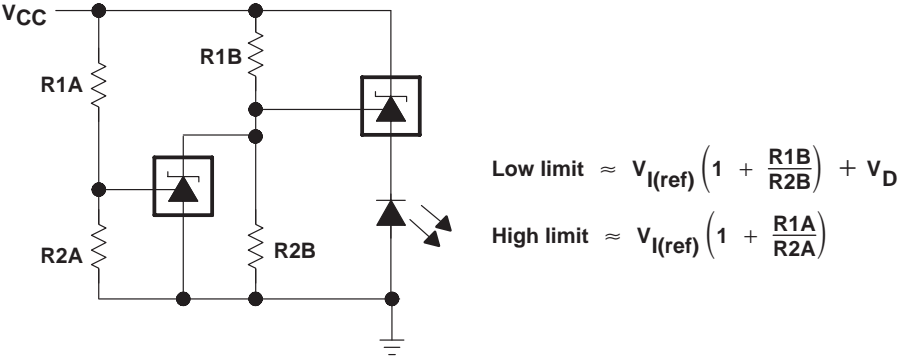 VCC
R1B
R1A
R2A
R2B
Low limit ≈ VI(ref) (1 + R1B/R2B) + VD
High limit ≈ VI(ref) (1 + R1A/R2A)